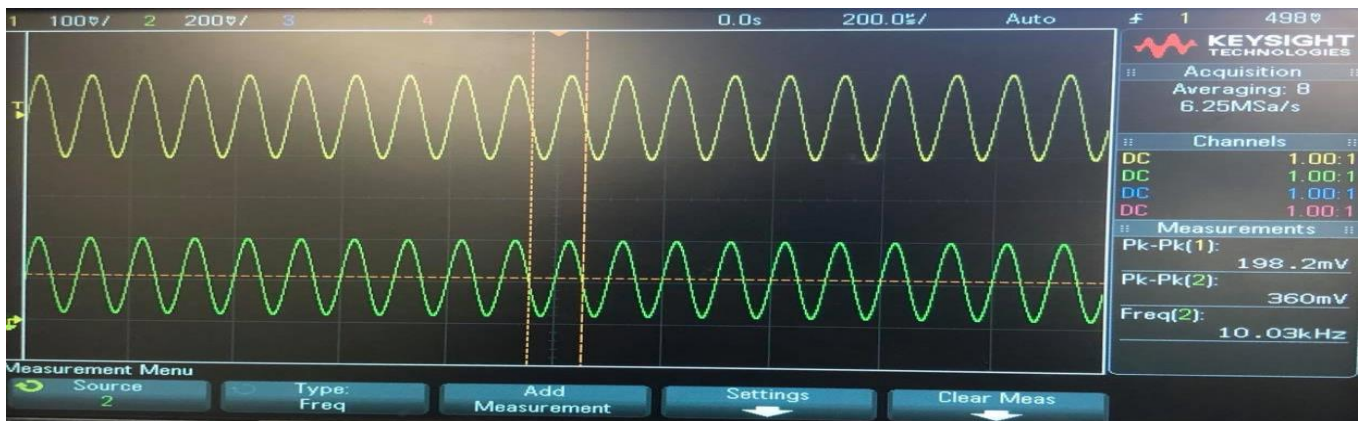 1 100mV/ 2 200mV/ 3 4 0.0s 200.0us/ Auto 1 498mV
KEYSIGHT
TECHNOLOGIES
Acquisition
Averaging: 8
6.25MSa/s
Channels
DC 1.00:1
DC 1.00:1
DC 1.00:1
DC 1.00:1
Measurements
Pk-Pk(1):
198.2mV
Pk-Pk(2):
360mV
Freq(2):
10.03kHz
T
Measurement Menu
Source
2
Type:
Freq
Add
Measurement
Settings
Clear Meas